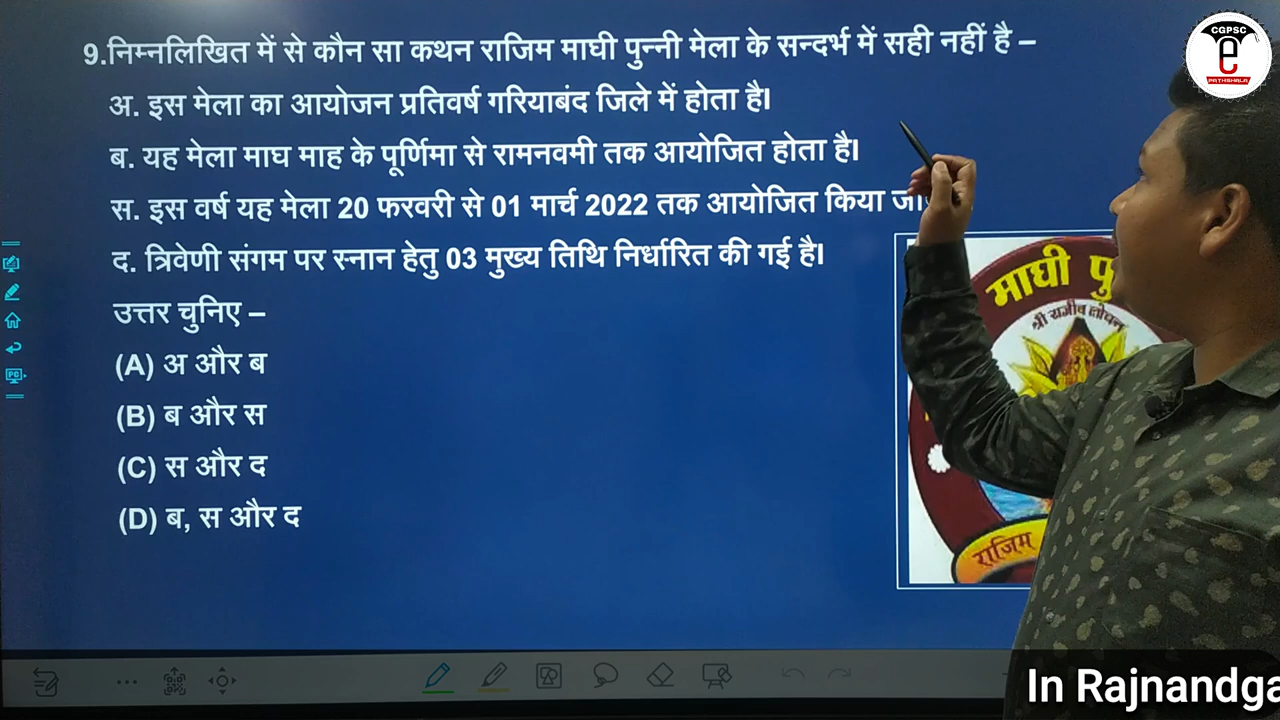 9.निम्नलिखित में से कौन सा कथन राजिम माघी पुन्नी मेला के सन्दर्भ में सही नहीं है –
अ. इस मेला का आयोजन प्रतिवर्ष गरियाबंद जिले में होता है।
ब. यह मेला माघ माह के पूर्णिमा से रामनवमी तक आयोजित होता है।
स. इस वर्ष यह मेला 20 फरवरी से 01 मार्च 2022 तक आयोजित किया
द. त्रिवेणी संगम पर स्नान हेतु 03 मुख्य तिथि निर्धारित की गई है।
उत्तर चुनिए –
(A) अ और ब
(B) ब और स
(C) स और द
(D) ब, स और द
CGPSC
e
PATHSHALA
माघी
श्री राजीव लोचन
राजिम
PC
In Rajnandga